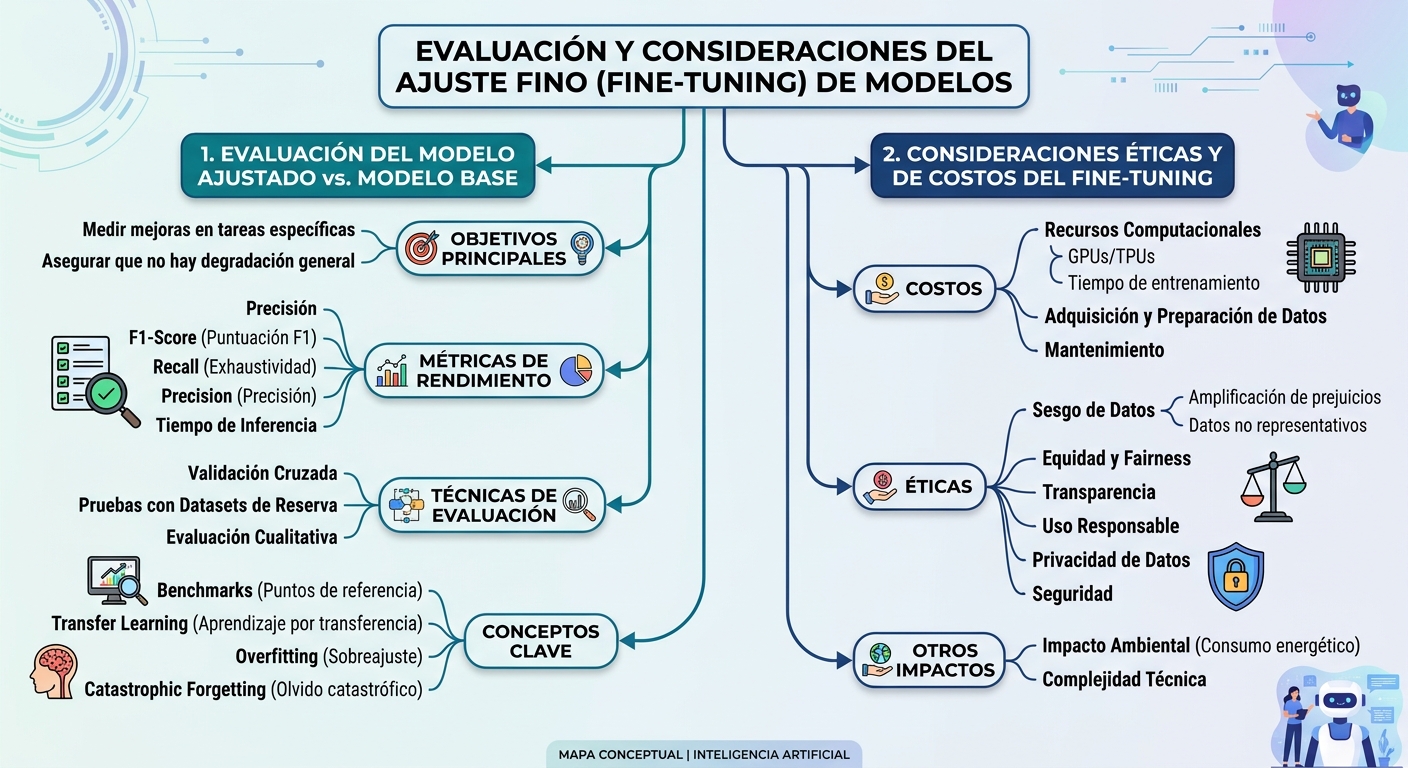 EVALUACIÓN Y CONSIDERACIONES DEL
AJUSTE FINO (FINE-TUNING) DE MODELOS
1. EVALUACIÓN DEL MODELO
AJUSTADO vs. MODELO BASE
OBJETIVOS
PRINCIPALES
Medir mejoras en tareas específicas
Asegurar que no hay degradación general
MÉTRICAS DE
RENDIMIENTO
Precisión
F1-Score (Puntuación F1)
Recall (Exhaustividad)
Precision (Precisión)
Tiempo de Inferencia
TÉCNICAS DE
EVALUACIÓN
Validación Cruzada
Pruebas con Datasets de Reserva
Evaluación Cualitativa
CONCEPTOS
CLAVE
Benchmarks (Puntos de referencia)
Transfer Learning (Aprendizaje por transferencia)
Overfitting (Sobreajuste)
Catastrophic Forgetting (Olvido catastrófico)
2. CONSIDERACIONES ÉTICAS Y
DE COSTOS DEL FINE-TUNING
COSTOS
Recursos Computacionales
GPUs/TPUs
Tiempo de entrenamiento
Adquisición y Preparación de Datos
Mantenimiento
ÉTICAS
Sesgo de Datos
Amplificación de prejuicios
Datos no representativos
Equidad y Fairness
Transparencia
Uso Responsable
Privacidad de Datos
Seguridad
OTROS
IMPACTOS
Impacto Ambiental (Consumo energético)
Complejidad Técnica
MAPA CONCEPTUAL | INTELIGENCIA ARTIFICIAL